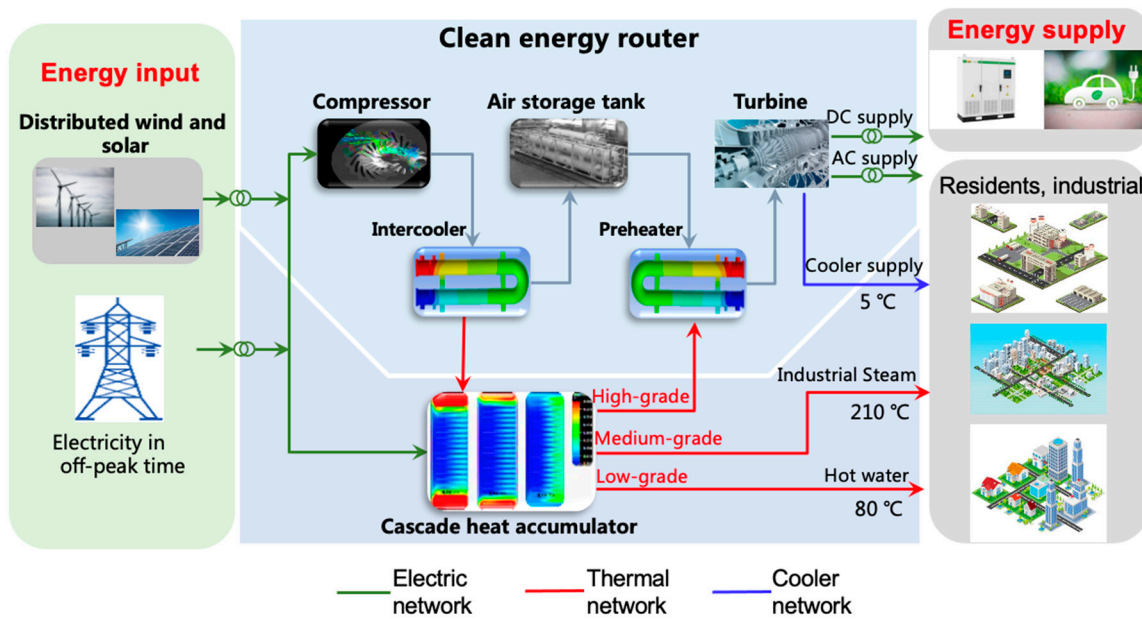 Energy input
Distributed wind and
solar
Electricity in
off-peak time
Clean energy router
Compressor
Air storage tank
Turbine
Intercooler
Preheater
High-grade
Medium-grade
Low-grade
Cascade heat accumulator
DC supply
AC supply
Cooler supply
5 ℃
Industrial Steam
210 ℃
Hot water
80 ℃
Energy supply
Residents, industrial
Electric
network
Thermal
network
Cooler
network